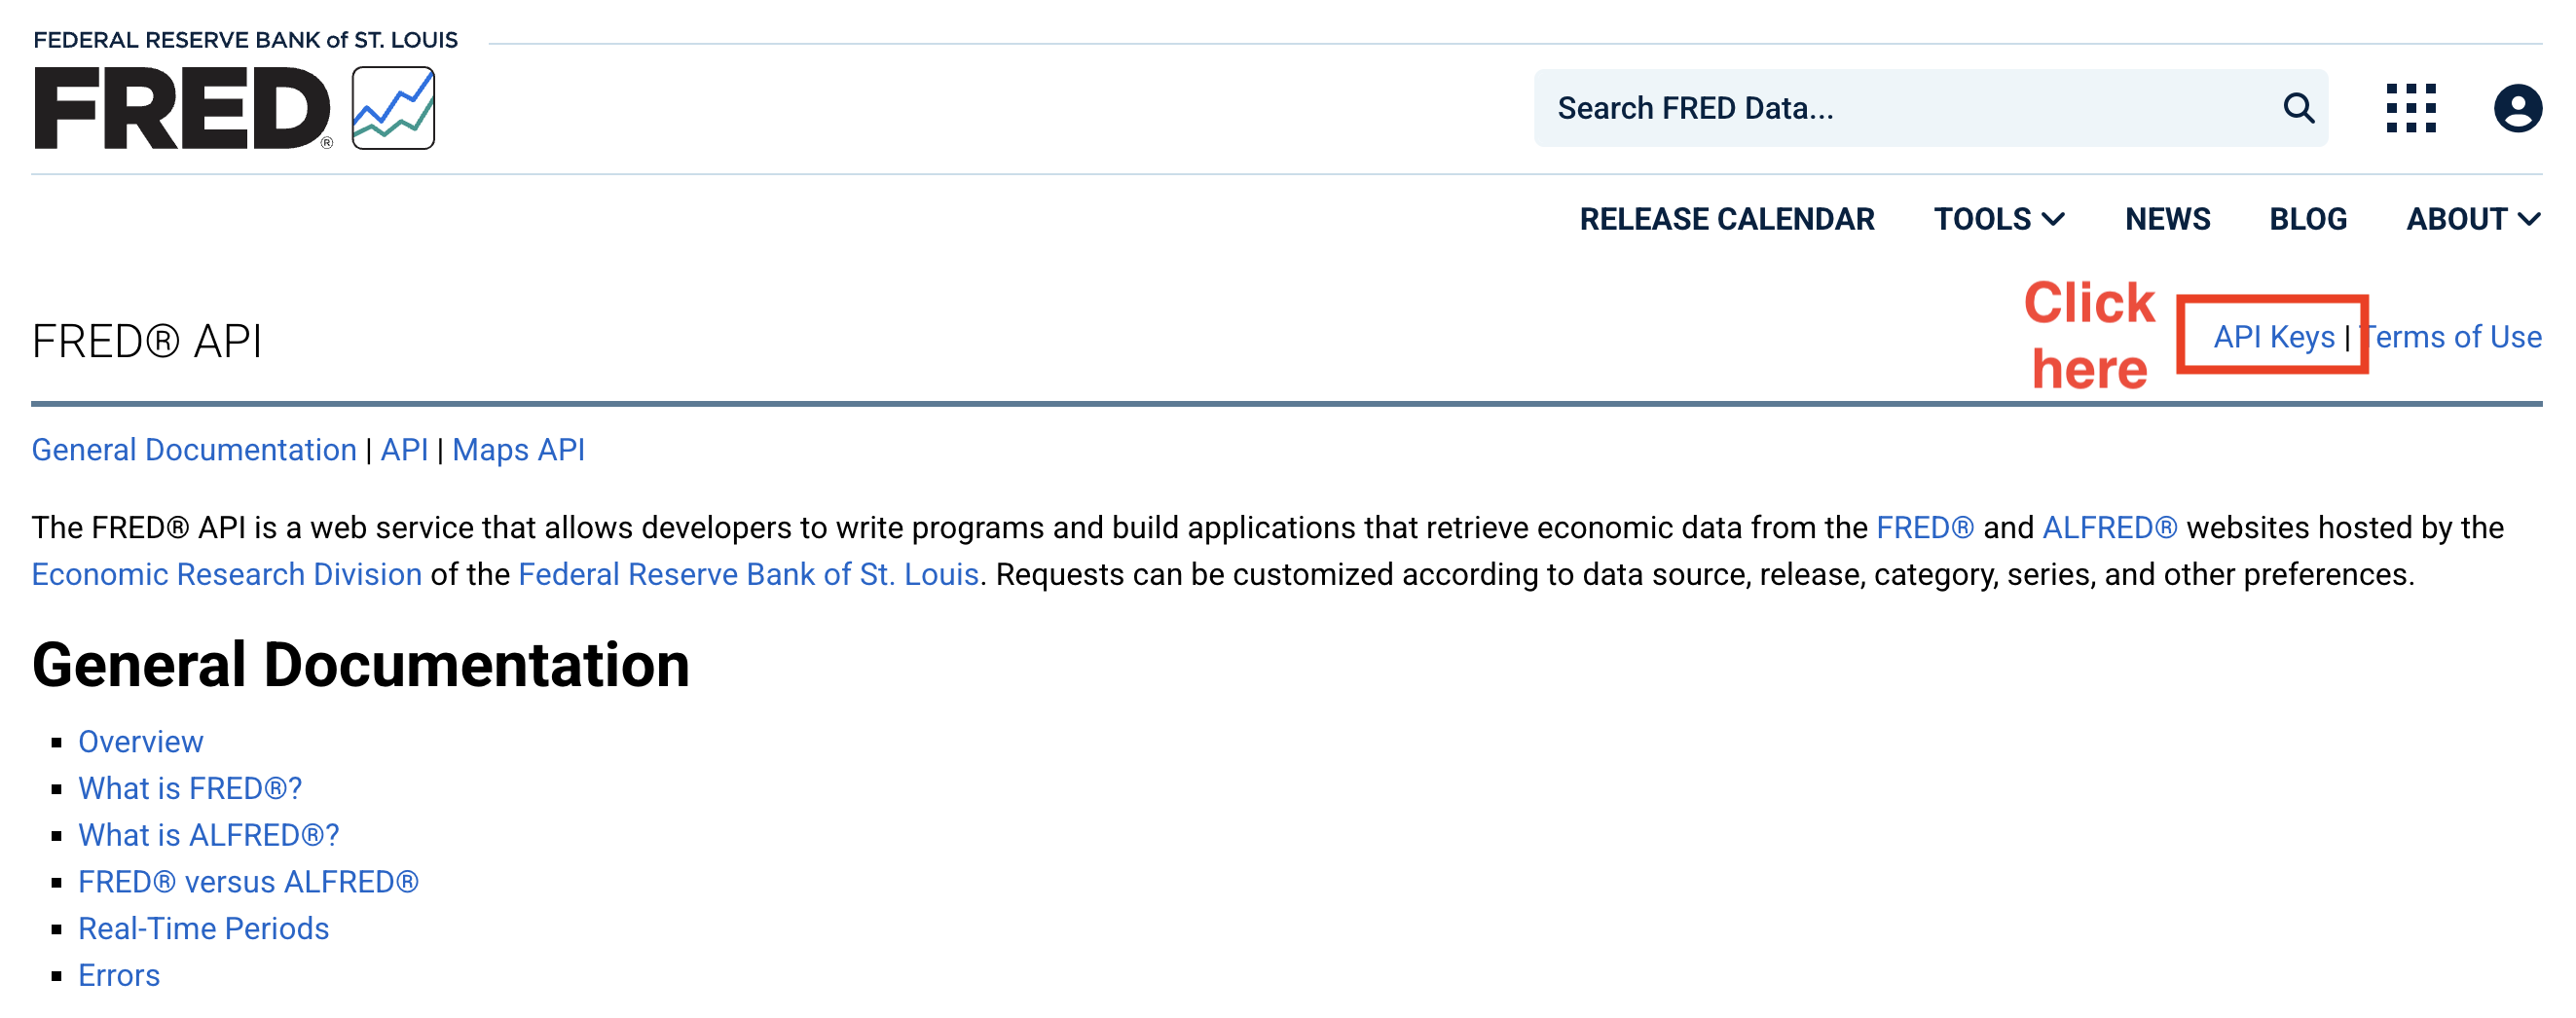 FEDERAL RESERVE BANK of ST. LOUIS
FRED®
Search FRED Data...
RELEASE CALENDAR TOOLS NEWS BLOG ABOUT
Click
here
FRED® API
API Keys | Terms of Use
General Documentation | API | Maps API
The FRED® API is a web service that allows developers to write programs and build applications that retrieve economic data from the FRED® and ALFRED® websites hosted by the
Economic Research Division of the Federal Reserve Bank of St. Louis. Requests can be customized according to data source, release, category, series, and other preferences.
General Documentation
▪ Overview
▪ What is FRED®?
▪ What is ALFRED®?
▪ FRED® versus ALFRED®
▪ Real-Time Periods
▪ Errors